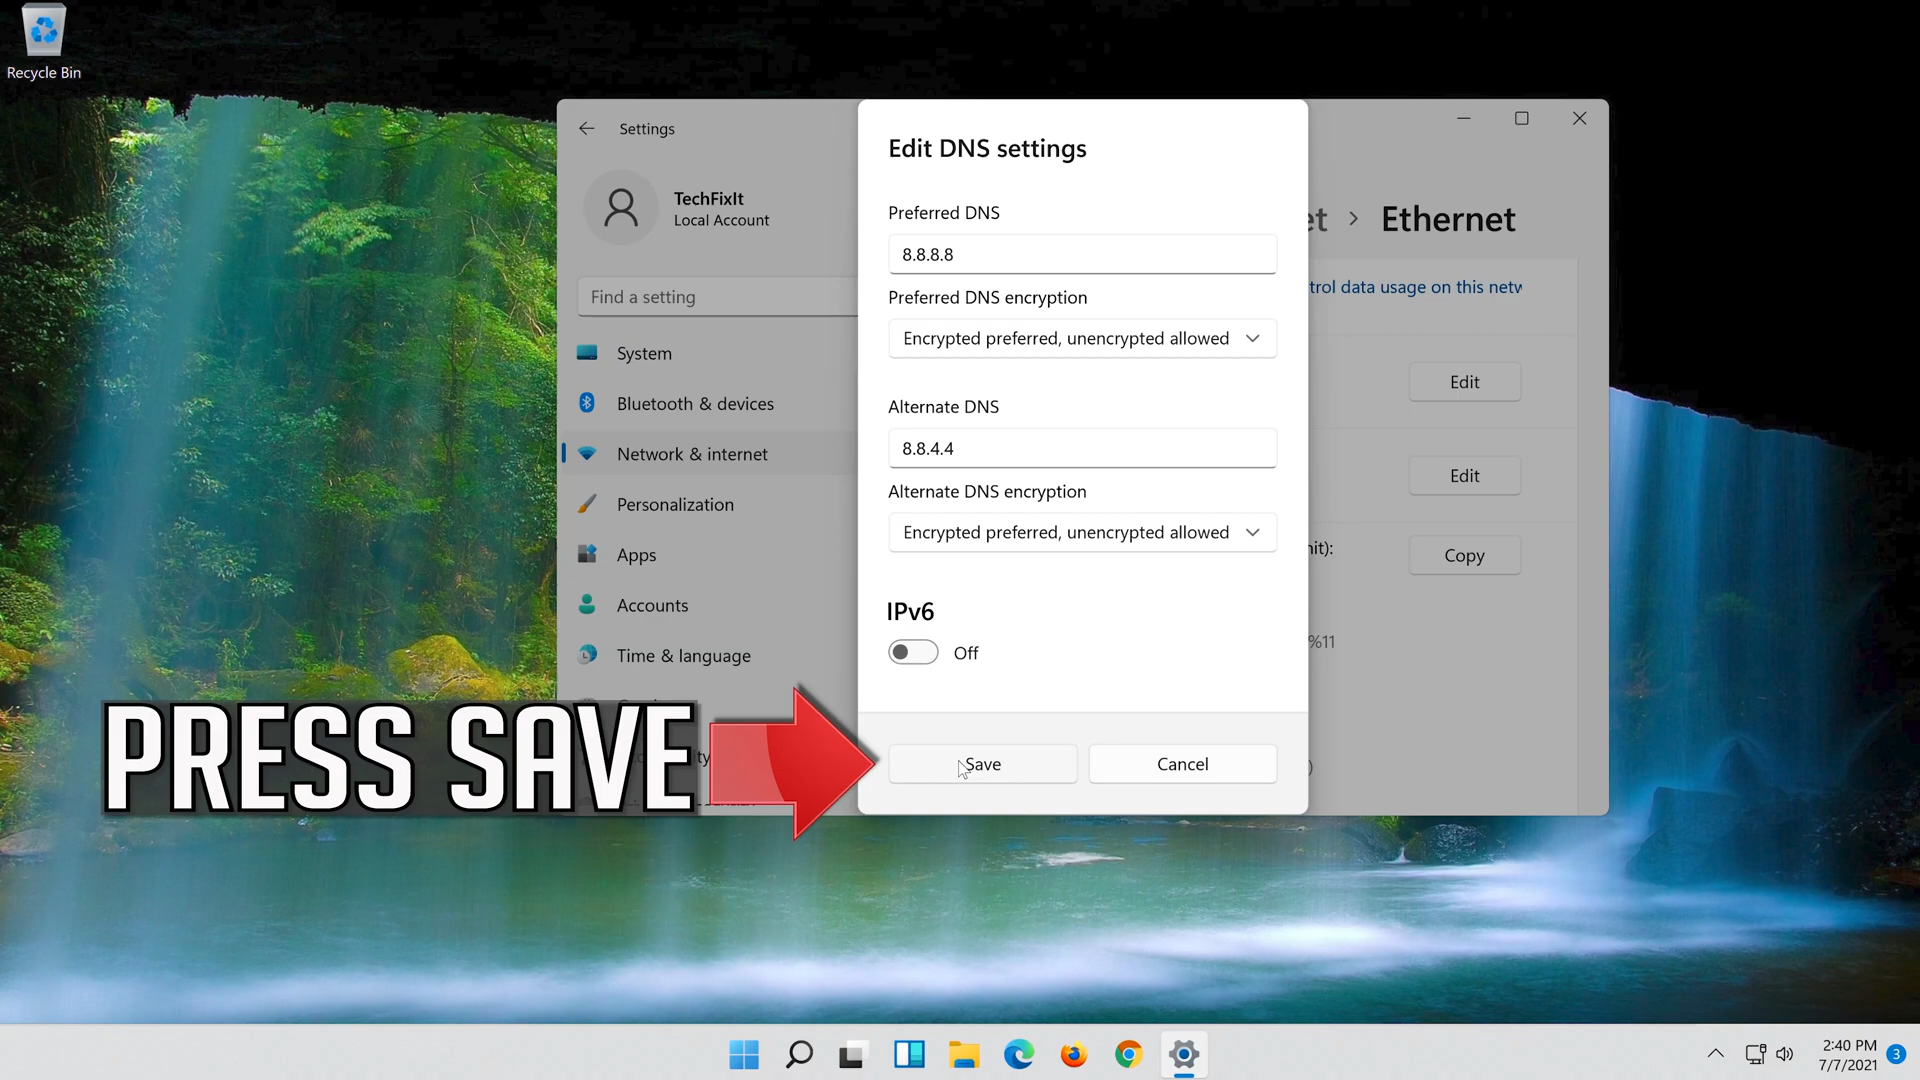 Recycle Bin
Settings
TechFixIt
Local Account
Find a setting
System
Bluetooth & devices
Network & internet
Personalization
Apps
Accounts
Time & language
Edit DNS settings
Preferred DNS
8.8.8.8
Preferred DNS encryption
Encrypted preferred, unencrypted allowed
Alternate DNS
8.8.4.4
Alternate DNS encryption
Encrypted preferred, unencrypted allowed
IPv6
Off
Save
Cancel
et > Ethernet
trol data usage on this netw
Edit
Edit
nit):
Copy
%11
)
PRESS SAVE
2:40 PM
7/7/2021
3